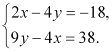 2x − 4y = −18,
9y − 4x = 38.